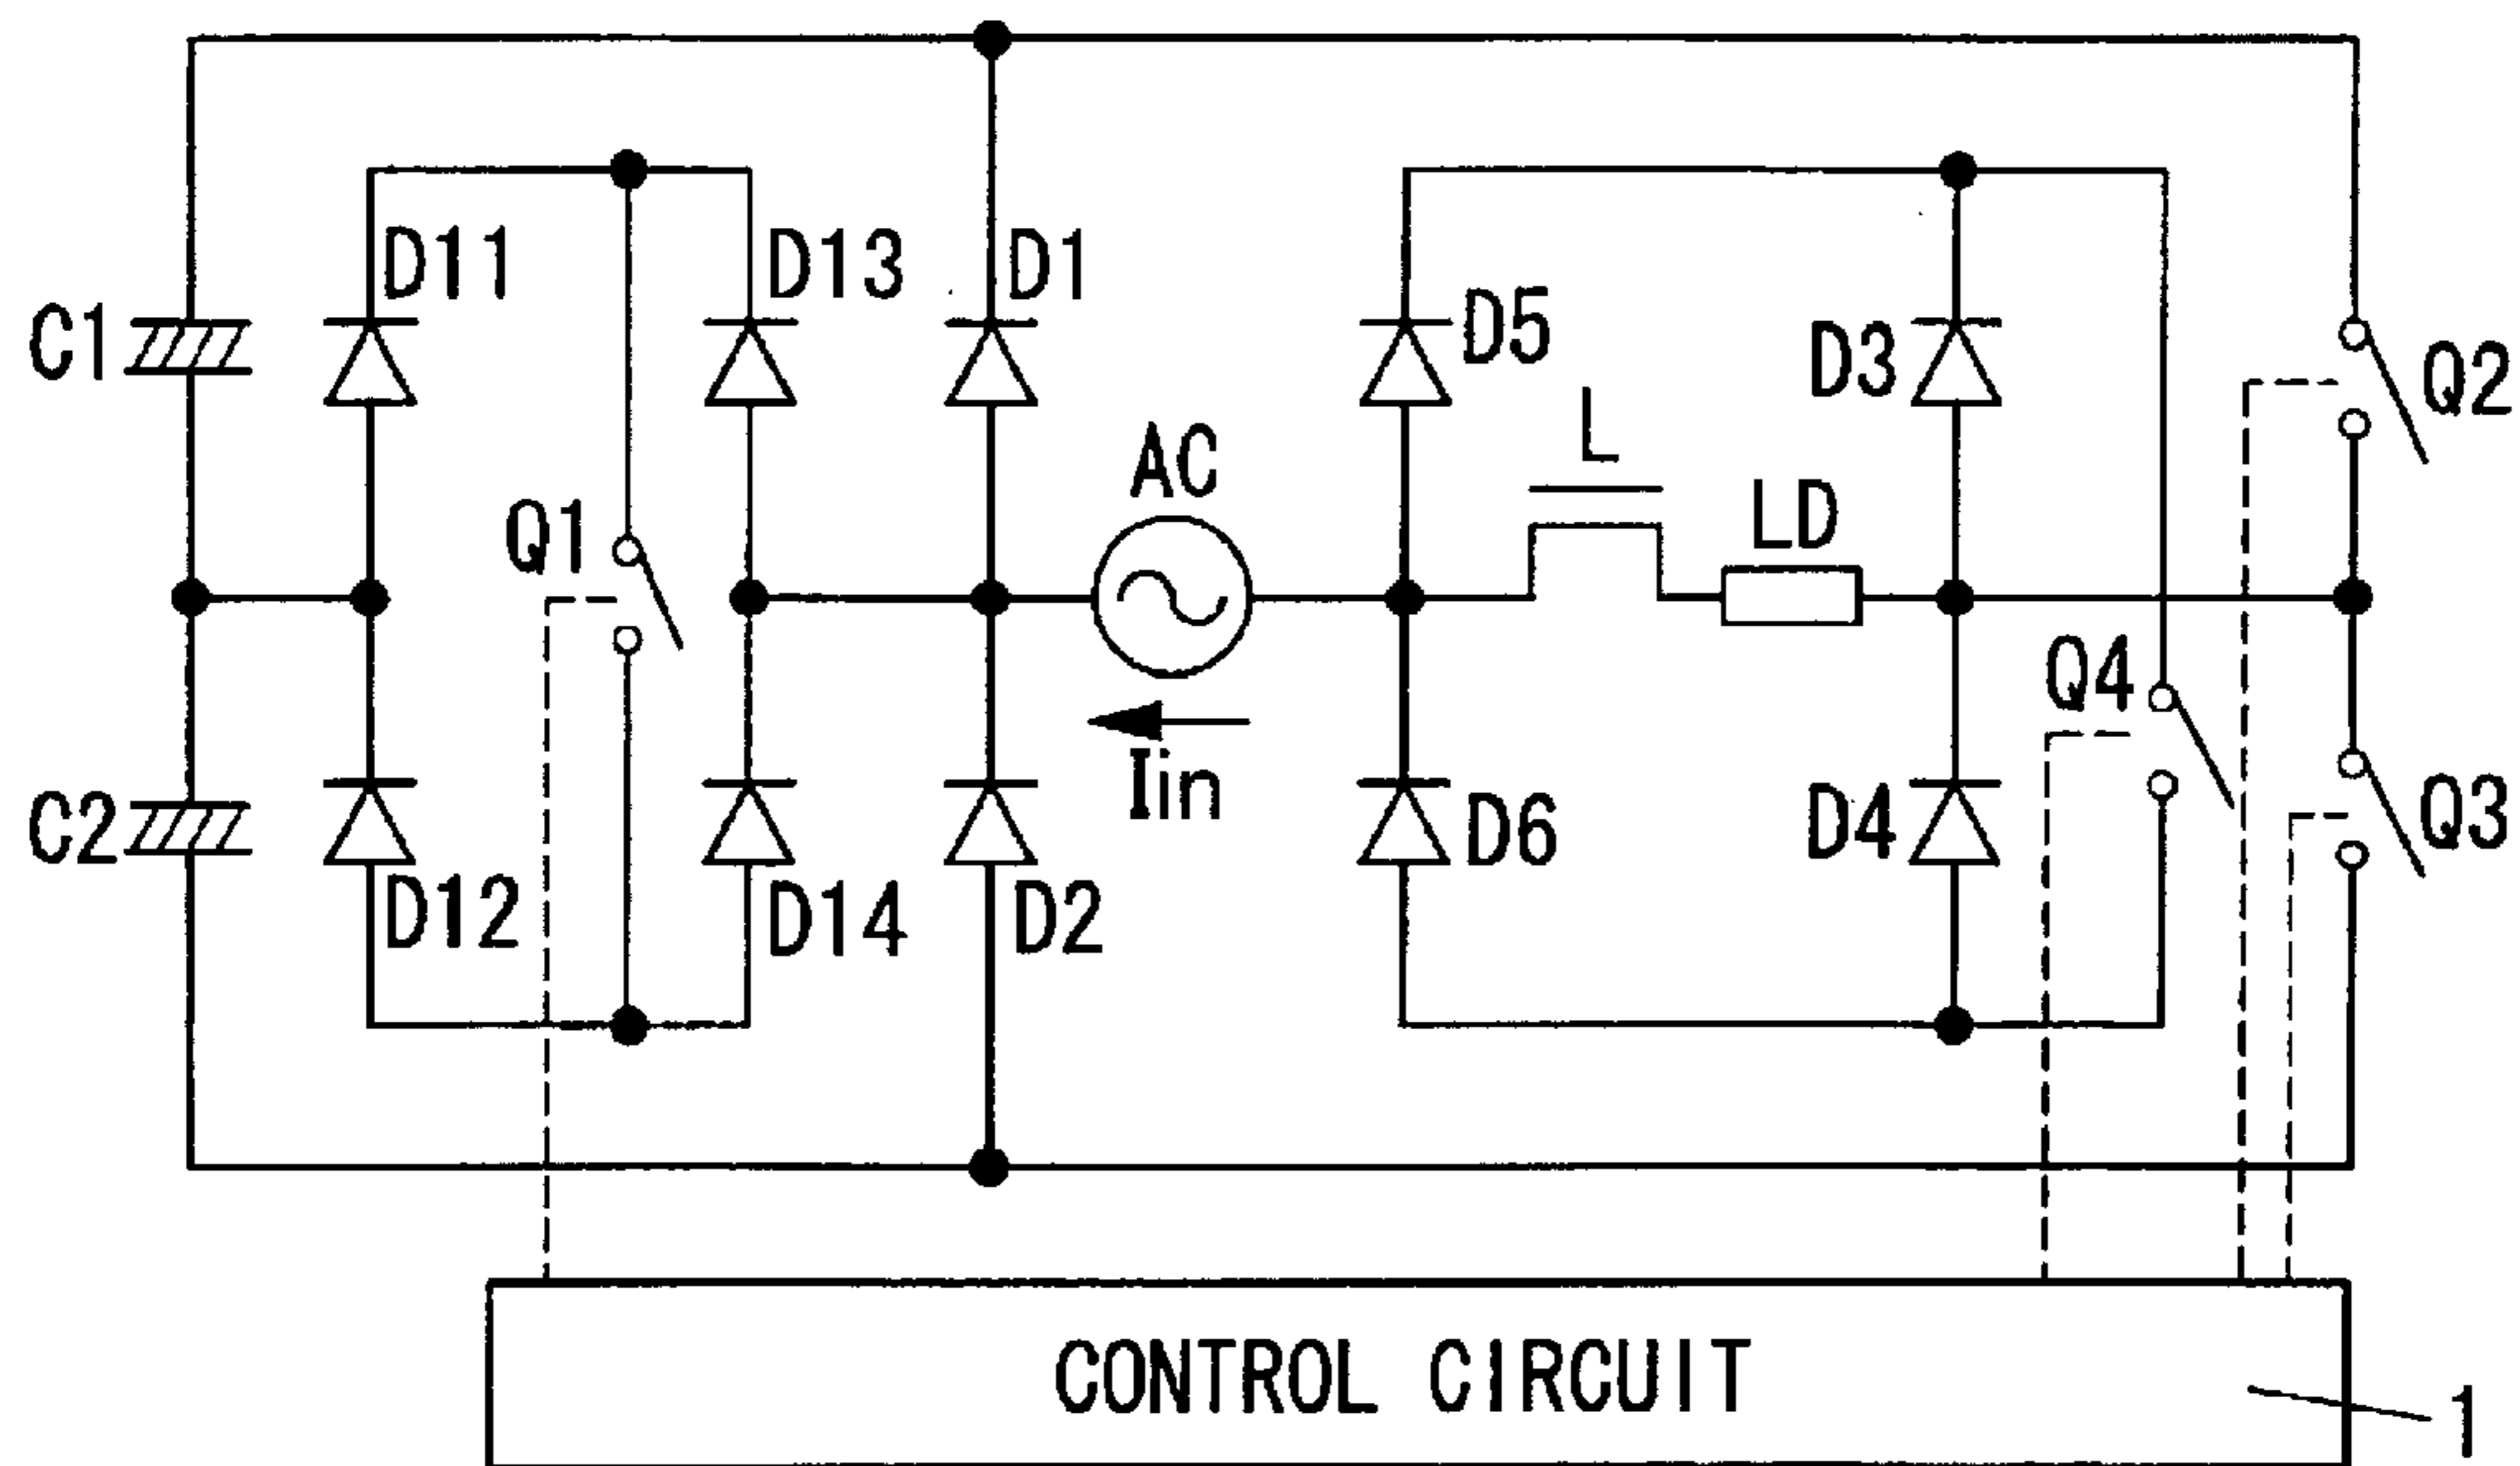 D11
D13
D1
C1
D5
D3
Q2
L
AC
Q1
LD
Q4
Iin
C2
D6
D4
Q3
D12
D14
D2
CONTROL CIRCUIT
1